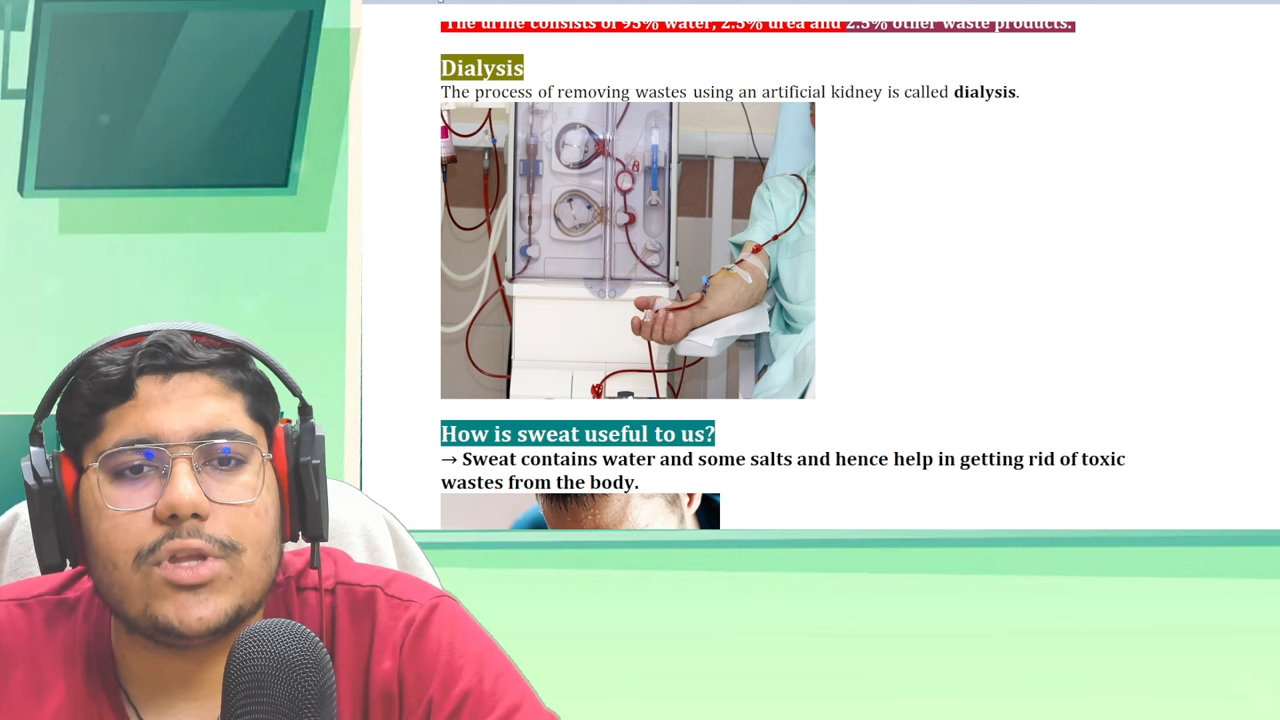 The urine consists of 95% water, 2.5% urea and 2.5% other waste products.
Dialysis
The process of removing wastes using an artificial kidney is called dialysis.
How is sweat useful to us?
→ Sweat contains water and some salts and hence help in getting rid of toxic
wastes from the body.